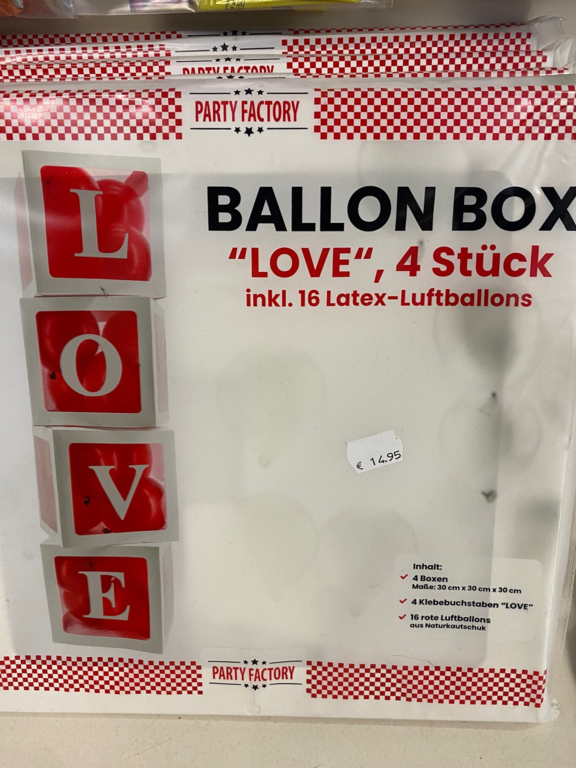 PARTY FACTORY
PARTY FACTORY
BALLON BOX
“LOVE“, 4 Stück
inkl. 16 Latex-Luftballons
L
O
V
E
€ 14.95
Inhalt:
4 Boxen
Maße: 30 cm x 30 cm x 30 cm
4 Klebebuchstaben “LOVE“
16 rote Luftballons
aus Naturkautschuk
PARTY FACTORY